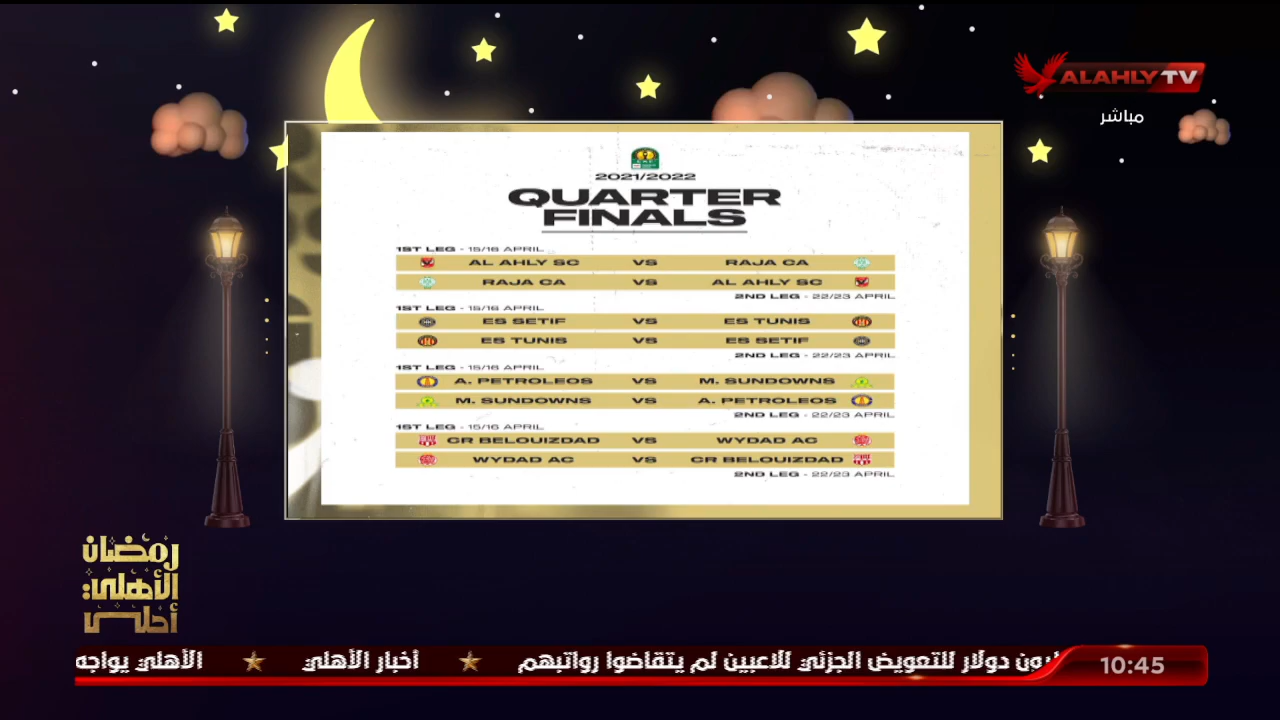 ALAHLY TV
مباشر
2021/2022
QUARTER
FINALS
1ST LEG - 15/16 APRIL
AL AHLY SC VS RAJA CA
RAJA CA VS AL AHLY SC
2ND LEG - 22/23 APRIL
1ST LEG - 15/16 APRIL
ES SETIF VS ES TUNIS
ES TUNIS VS ES SETIF
2ND LEG - 22/23 APRIL
1ST LEG - 15/16 APRIL
A. PETROLEOS VS M. SUNDOWNS
M. SUNDOWNS VS A. PETROLEOS
2ND LEG - 22/23 APRIL
1ST LEG - 15/16 APRIL
CR BELOUIZDAD VS WYDAD AC
WYDAD AC VS CR BELOUIZDAD
2ND LEG - 22/23 APRIL
رمضان
الأهلي
أحلى
دولار للتعويض الجزئي للاعبين لم يتقاضوا رواتبهم ★ أخبار الأهلي ★ الأهلي يواجه
10:45